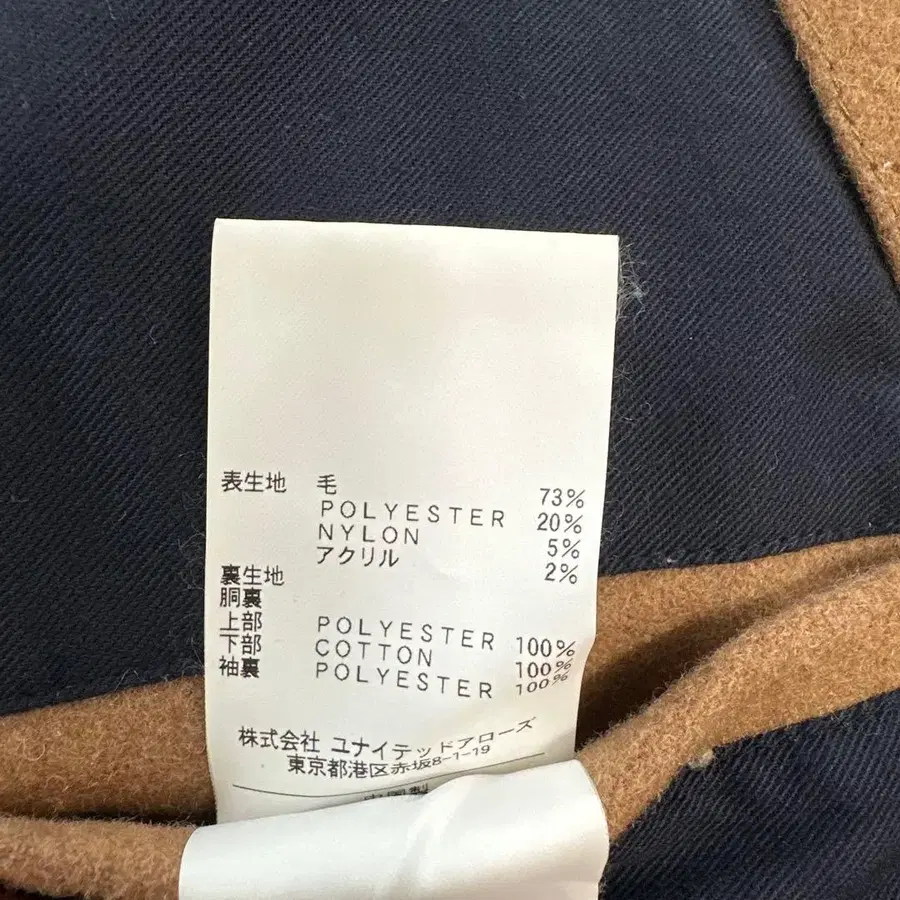 表生地 毛 73%
POLYESTER 20%
NYLON 5%
アクリル 2%
裏生地
胴裏
上部 POLYESTER 100%
下部 COTTON 100%
袖裏 POLYESTER 100%
株式会社 ユナイテッドアローズ
東京都港区赤坂8-1-19